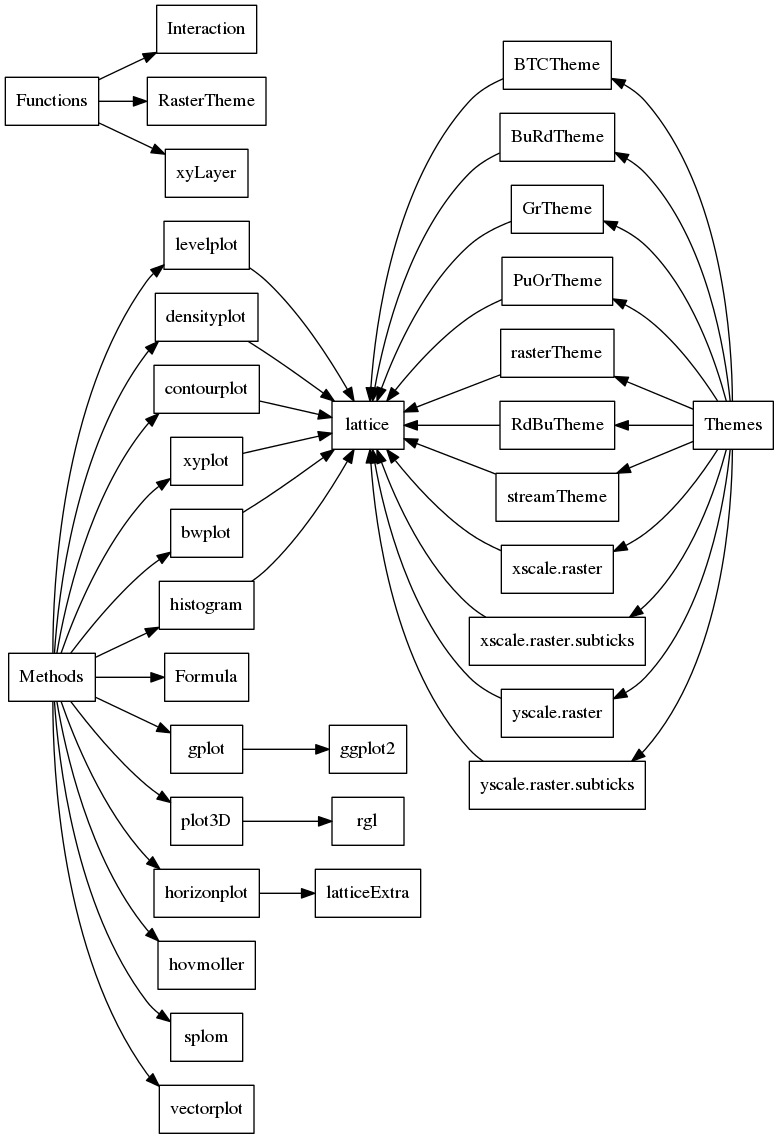 Functions
Interaction
RasterTheme
xyLayer
Methods
levelplot
densityplot
contourplot
xyplot
bwplot
histogram
Formula
gplot
plot3D
horizonplot
hovmoller
splom
vectorplot
lattice
ggplot2
rgl
latticeExtra
BTCTheme
BuRdTheme
GrTheme
PuOrTheme
rasterTheme
RdBuTheme
streamTheme
xscale.raster
xscale.raster.subticks
yscale.raster
yscale.raster.subticks
Themes